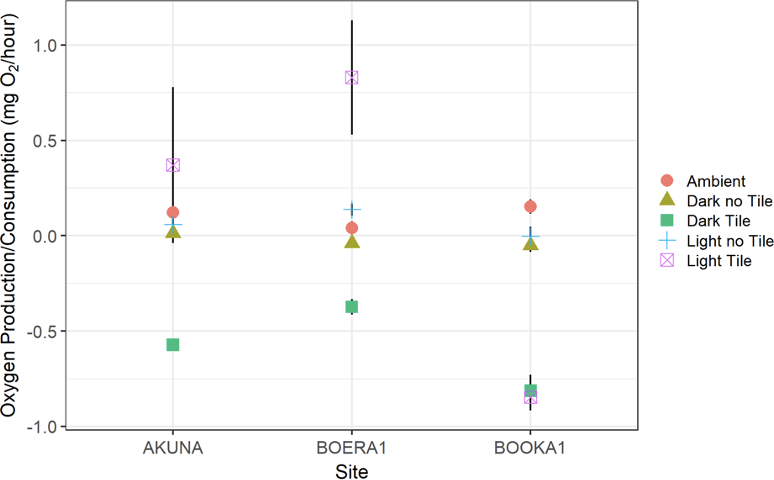 Oxygen Production/Consumption (mg O₂/hour)
1.0
0.5
0.0
-0.5
-1.0
AKUNA
BOERA1
BOOKA1
Site
Ambient
Dark no Tile
Dark Tile
Light no Tile
Light Tile